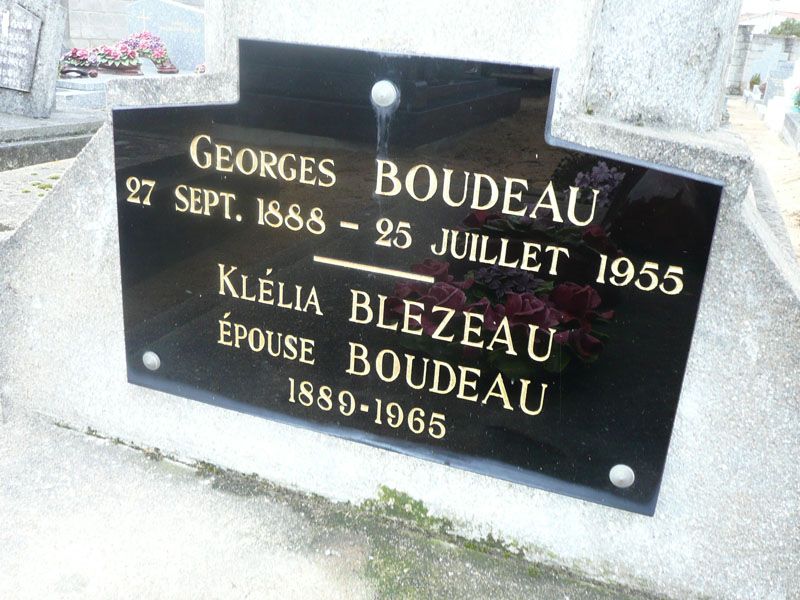 GEORGES BOUDEAU
27 SEPT. 1888 – 25 JUILLET 1955
KLÉLIA BLEZEAU
ÉPOUSE BOUDEAU
1889-1965